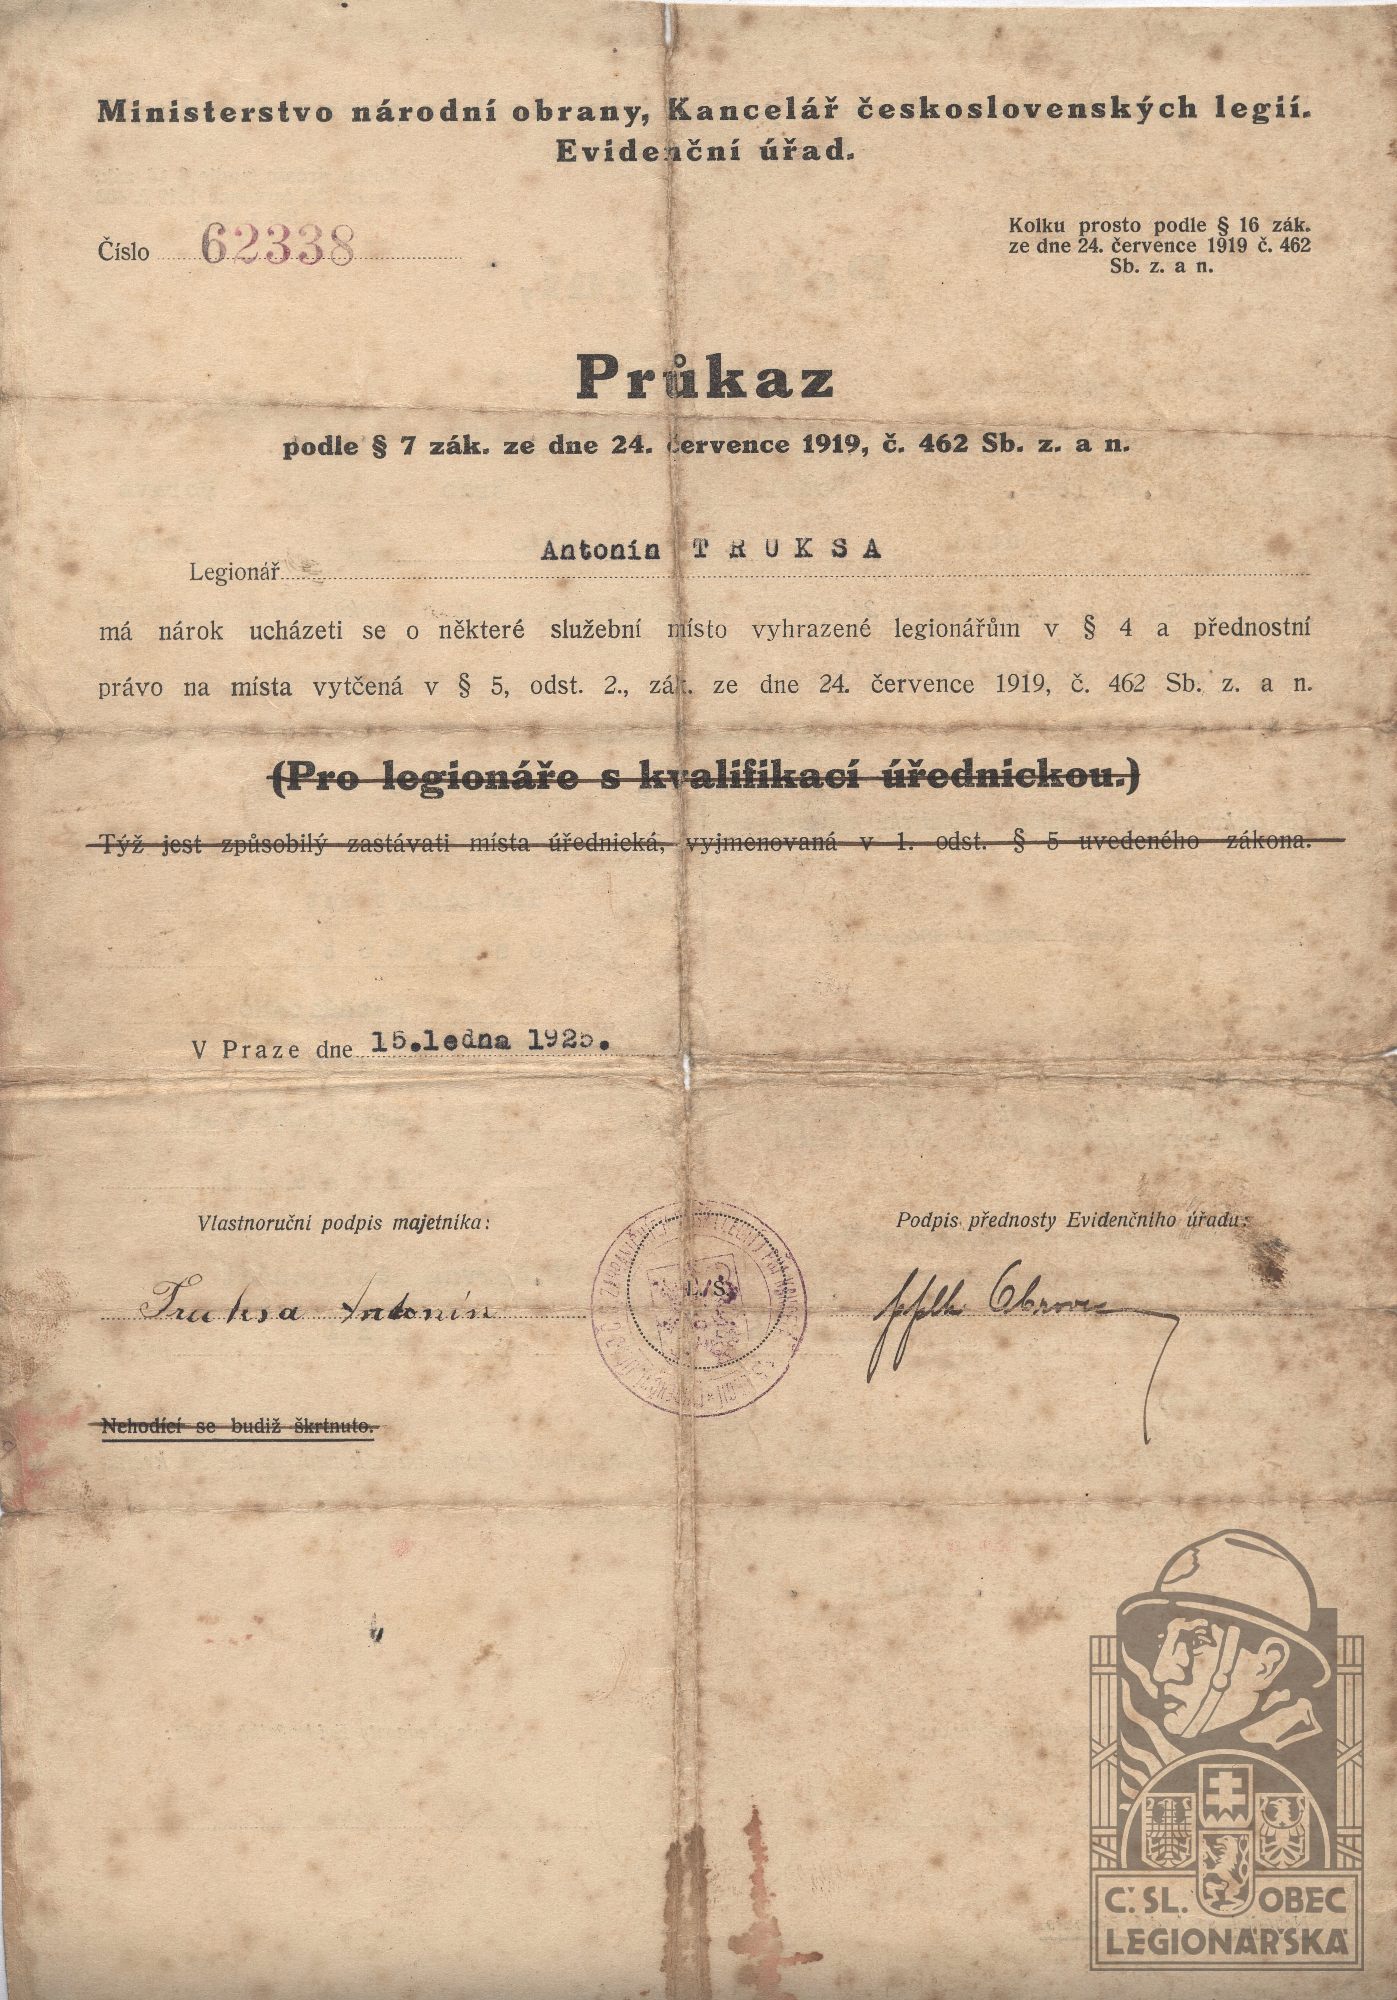 Ministerstvo národní obrany, Kancelář československých legií.
Evidenční úřad.
Číslo 62338
Kolku prosto podle § 16 zák.
ze dne 24. července 1919 č. 462
Sb. z. a n.
Průkaz
podle § 7 zák. ze dne 24. července 1919, č. 462 Sb. z. a n.
Antonín TRUKSA
Legionář
má nárok ucházeti se o některé služební místo vyhrazené legionářům v § 4 a přednostní
právo na místa vytčená v § 5, odst. 2., zák. ze dne 24. července 1919, č. 462 Sb. z. a n.
(Pro legionáře s kvalifikací úřednickou.)
Týž jest způsobilý zastávati místa úřednická, vyjmenovaná v 1. odst. § 5 uvedeného zákona.
V Praze dne 15.ledna 1925.
Vlastnoruční podpis majetníka:
Podpis přednosty Evidenčního úřadu:
Truksa Antonín
L. S.
pplk
Nehodící se budiž škrtnuto.
Č. SL. OBEC
LEGIONÁŘSKÁ